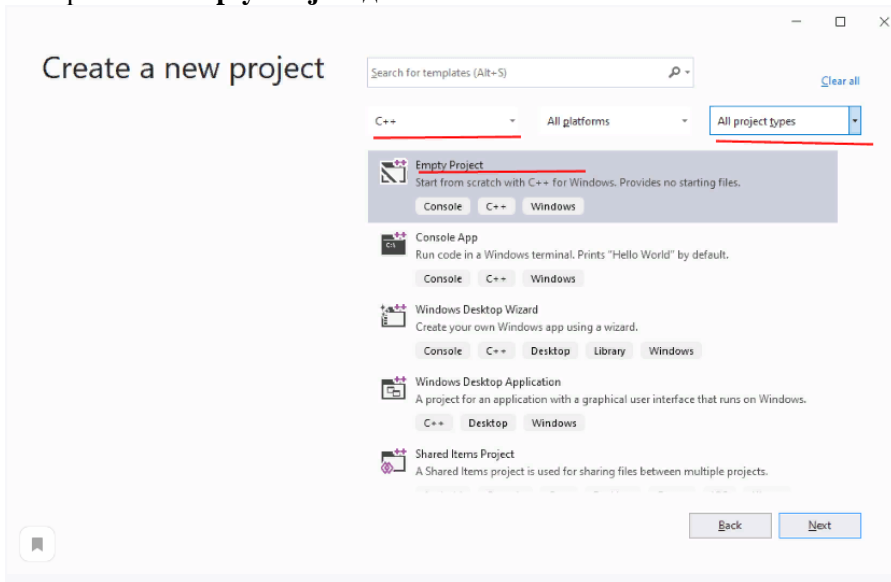 Create a new project
Search for templates (Alt+S)
Clear all
C++
All platforms
All project types
Empty Project
Start from scratch with C++ for Windows. Provides no starting files.
Console C++ Windows
Console App
Run code in a Windows terminal. Prints "Hello World" by default.
Console C++ Windows
Windows Desktop Wizard
Create your own Windows app using a wizard.
Console C++ Desktop Library Windows
Windows Desktop Application
A project for an application with a graphical user interface that runs on Windows.
C++ Desktop Windows
Shared Items Project
A Shared Items project is used for sharing files between multiple projects.
Back Next